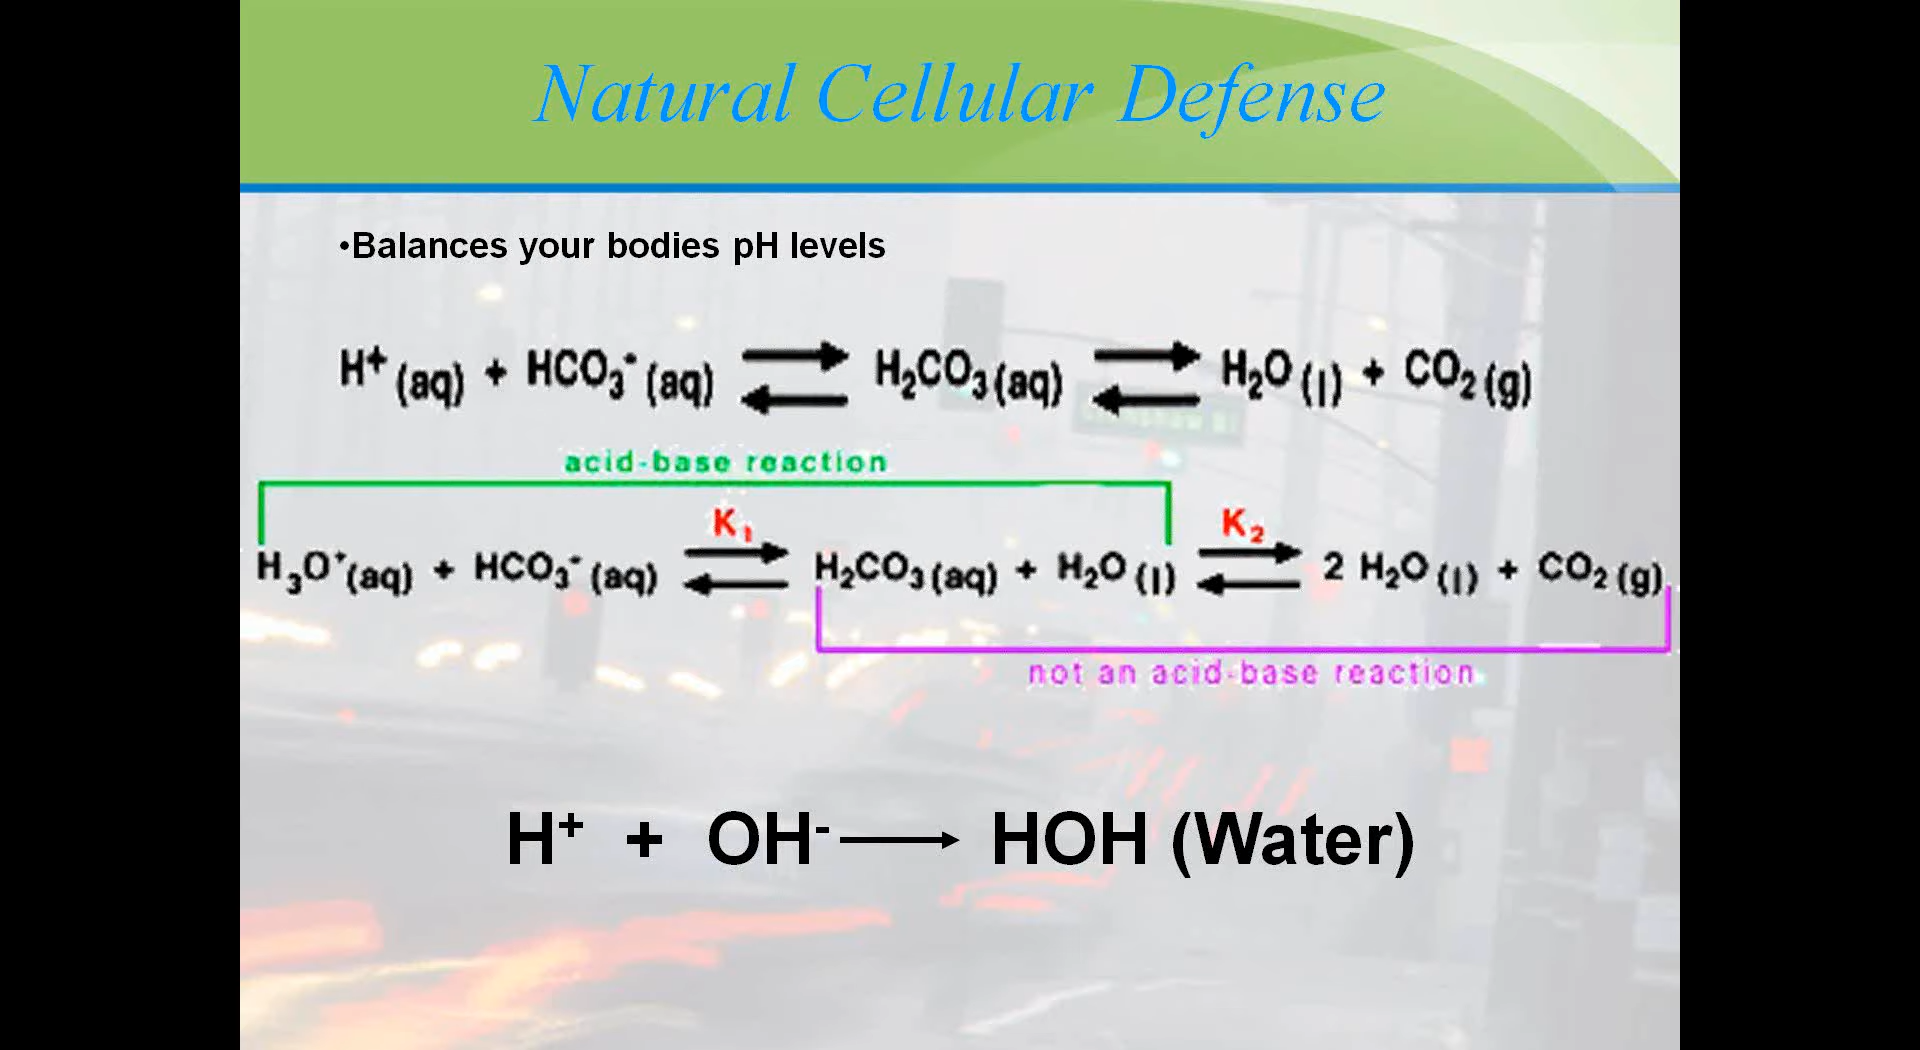 Natural Cellular Defense
•Balances your bodies pH levels
H⁺ (aq) + HCO₃⁻ (aq) ⇄ H₂CO₃ (aq) ⇄ H₂O (l) + CO₂ (g)
acid-base reaction
K₁ K₂
H₃O⁺ (aq) + HCO₃⁻ (aq) ⇄ H₂CO₃ (aq) + H₂O (l) ⇄ 2 H₂O (l) + CO₂ (g)
not an acid-base reaction
H⁺ + OH⁻ → HOH (Water)